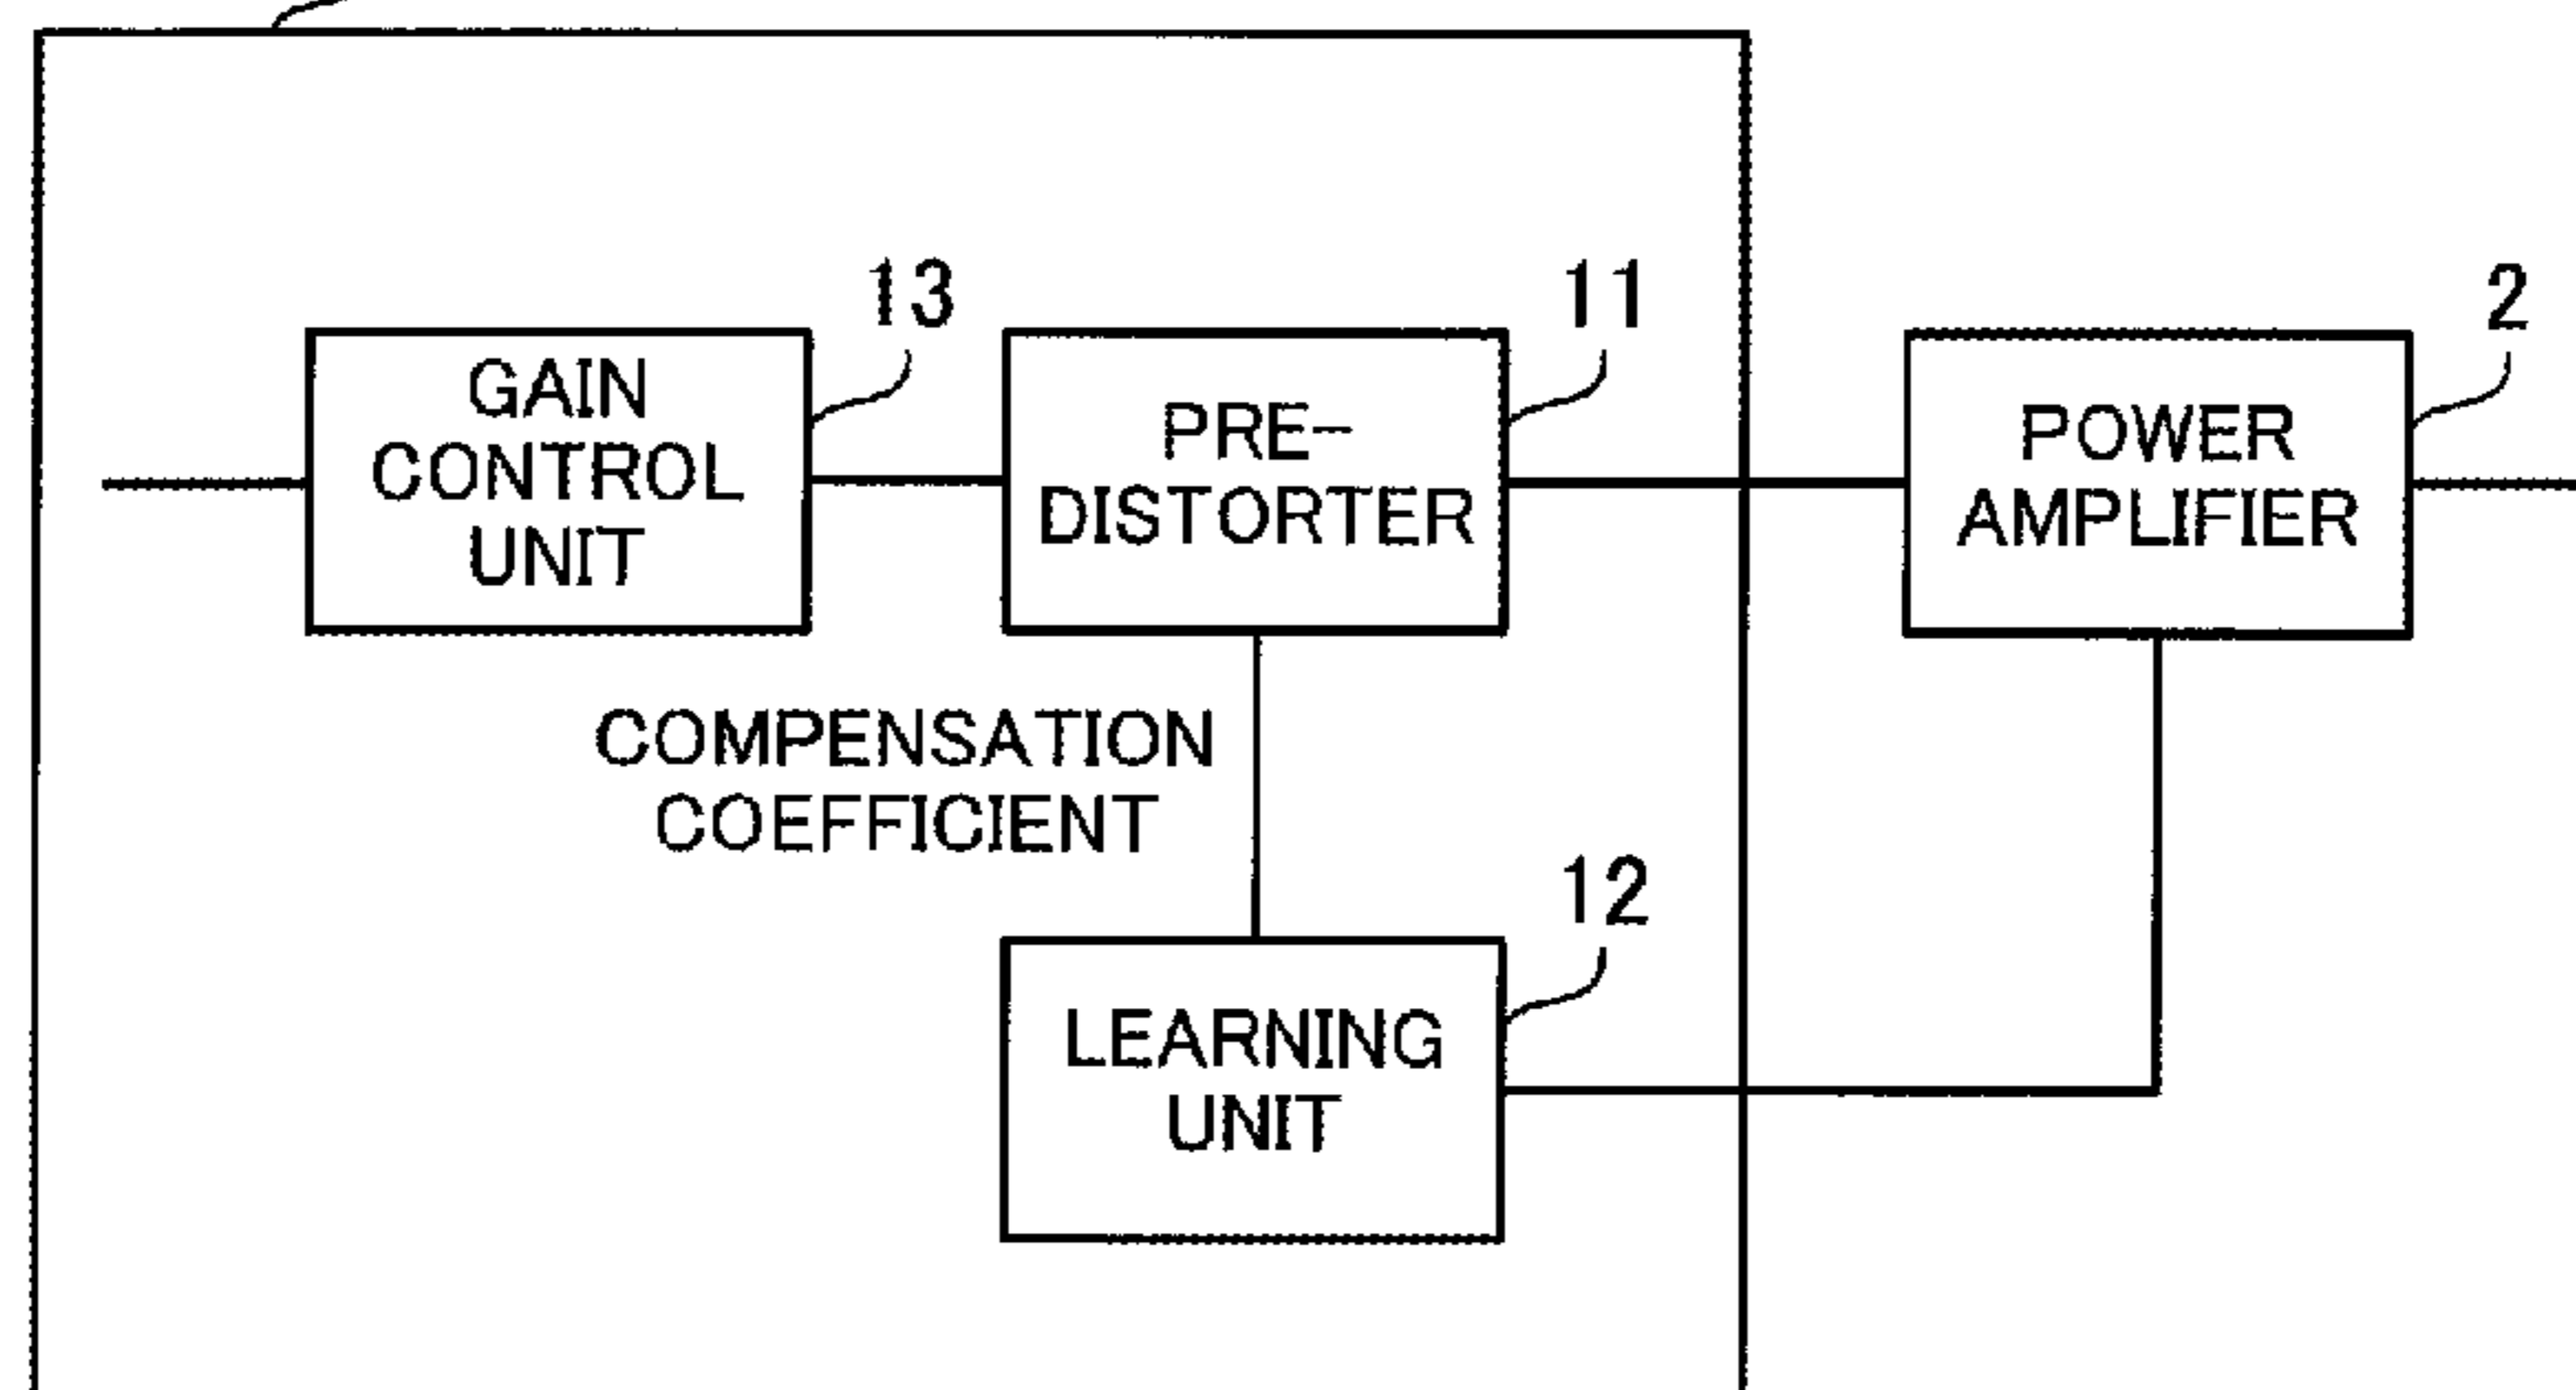 13
11
2
GAIN
CONTROL
UNIT
PRE-
DISTORTER
POWER
AMPLIFIER
COMPENSATION
COEFFICIENT
12
LEARNING
UNIT